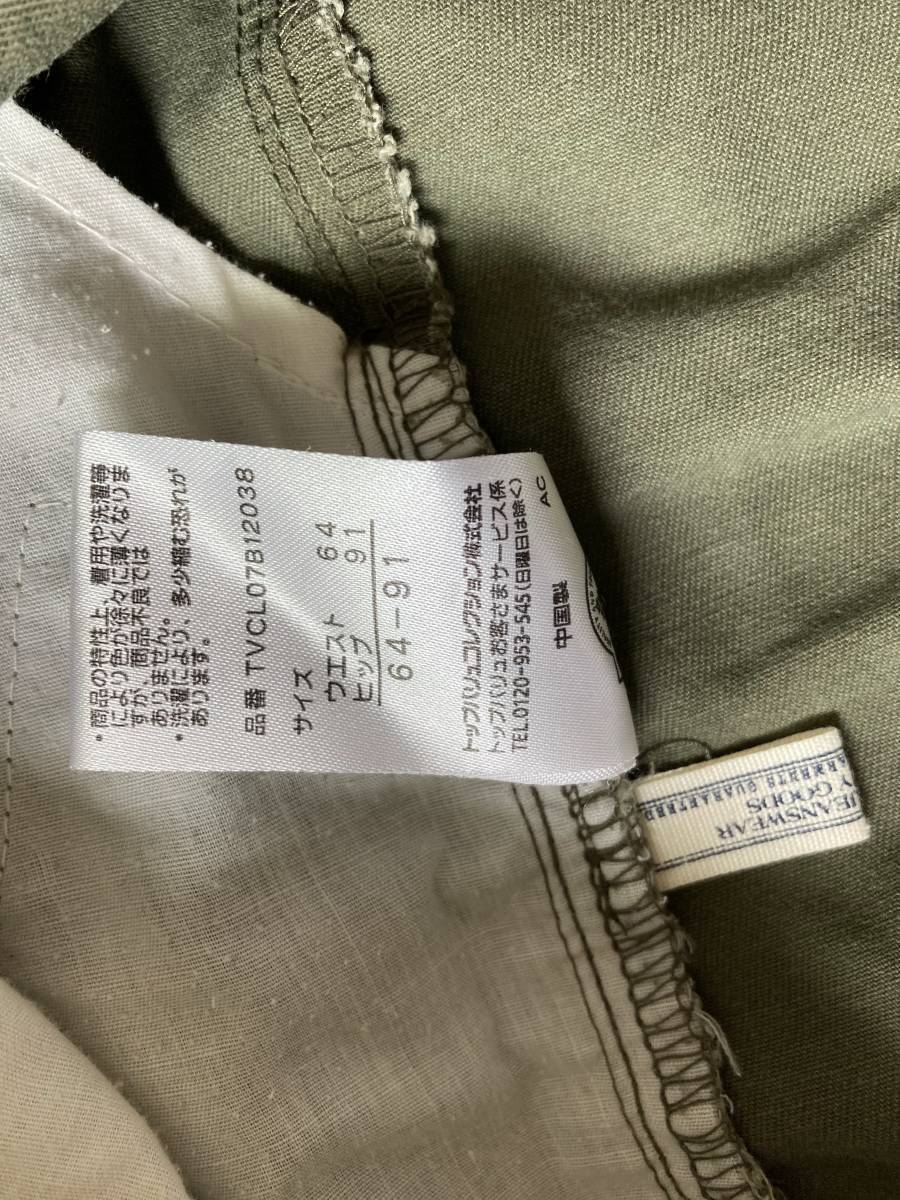 ・商品の特性上、着用や洗濯等
により色が徐々に薄くなりま
すが、商品不良では
ありません。
・洗濯により、多少縮む恐れが
あります。
品番 TVCL07B12038
サイズ
ウエスト 64
ヒップ 91
64-91
トップバリュコレクション株式会社
トップバリュお客さまサービス係
TEL.0120-953-545(日曜日は除く)
中国製
AC
JEANSWEAR
Y GOODS